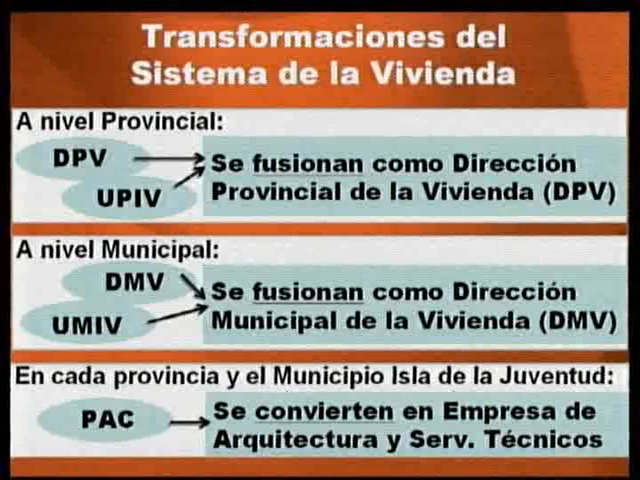 Transformaciones del
Sistema de la Vivienda
A nivel Provincial:
DPV
UPIV
Se fusionan como Dirección
Provincial de la Vivienda (DPV)
A nivel Municipal:
DMV
UMIV
Se fusionan como Dirección
Municipal de la Vivienda (DMV)
En cada provincia y el Municipio Isla de la Juventud:
PAC
Se convierten en Empresa de
Arquitectura y Serv. Técnicos